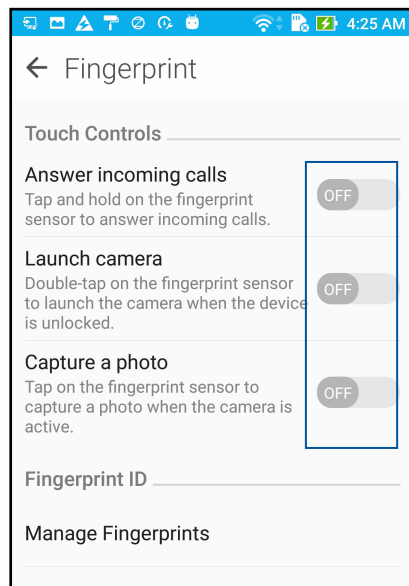 4:25 AM
Fingerprint
Touch Controls
Answer incoming calls
OFF
Tap and hold on the fingerprint
sensor to answer incoming calls.
Launch camera
Double-tap on the fingerprint sensor
OFF
to launch the camera when the device
is unlocked.
Capture a photo
Tap on the fingerprint sensor to
OFF
capture a photo when the camera is
active.
Fingerprint ID
Manage Fingerprints